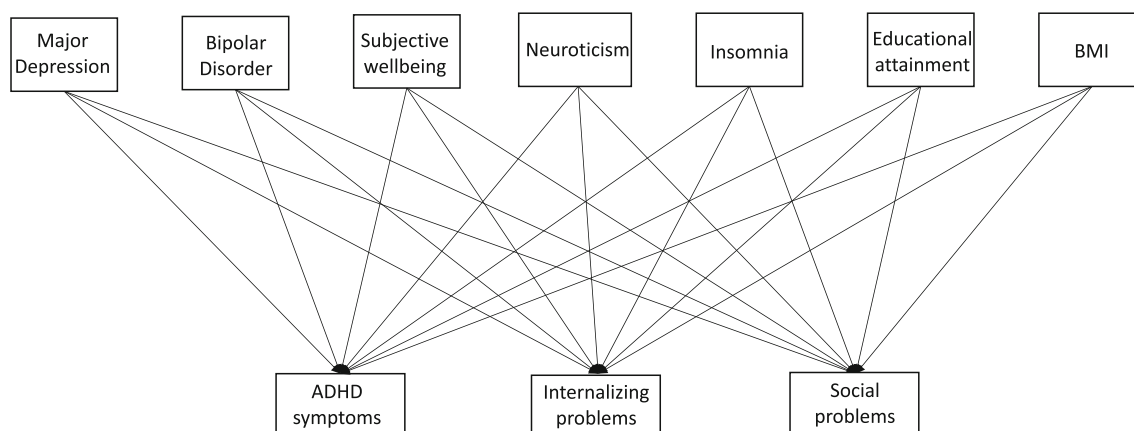 Major
Depression
Bipolar
Disorder
Subjective
wellbeing
Neuroticism
Insomnia
Educational
attainment
BMI
ADHD
symptoms
Internalizing
problems
Social
problems